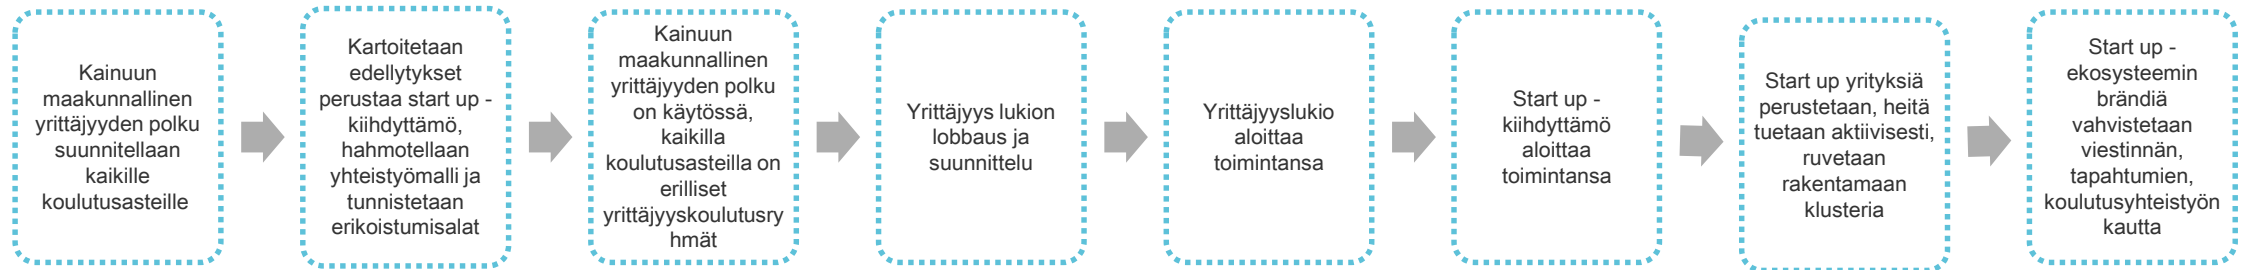 Kainuun
maakunnallinen
yrittäjyyden polku
suunnitellaan
kaikille
koulutusasteille
Kartoitetaan
edellytykset
perustaa start up -
kiihdyttämö,
hahmotellaan
yhteistyömalli ja
tunnistetaan
erikoistumisalat
Kainuun
maakunnallinen
yrittäjyyden polku
on käytössä,
kaikilla
koulutusasteilla on
erilliset
yrittäjyyskoulutusry
hmät
Yrittäjyys lukion
lobbaus ja
suunnittelu
Yrittäjyyslukio
aloittaa
toimintansa
Start up -
kiihdyttämö
aloittaa
toimintansa
Start up yrityksiä
perustetaan, heitä
tuetaan aktiivisesti,
ruvetaan
rakentamaan
klusteria
Start up -
ekosysteemin
brändiä
vahvistetaan
viestinnän,
tapahtumien,
koulutusyhteistyön
kautta